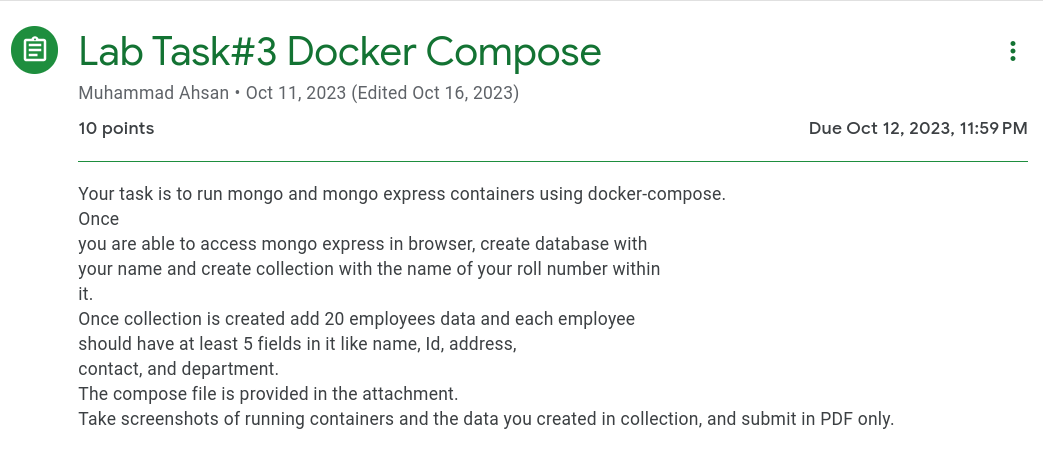 Lab Task#3 Docker Compose
Muhammad Ahsan • Oct 11, 2023 (Edited Oct 16, 2023)
10 points
Due Oct 12, 2023, 11:59 PM
Your task is to run mongo and mongo express containers using docker-compose.
Once
you are able to access mongo express in browser, create database with
your name and create collection with the name of your roll number within
it.
Once collection is created add 20 employees data and each employee
should have at least 5 fields in it like name, Id, address,
contact, and department.
The compose file is provided in the attachment.
Take screenshots of running containers and the data you created in collection, and submit in PDF only.